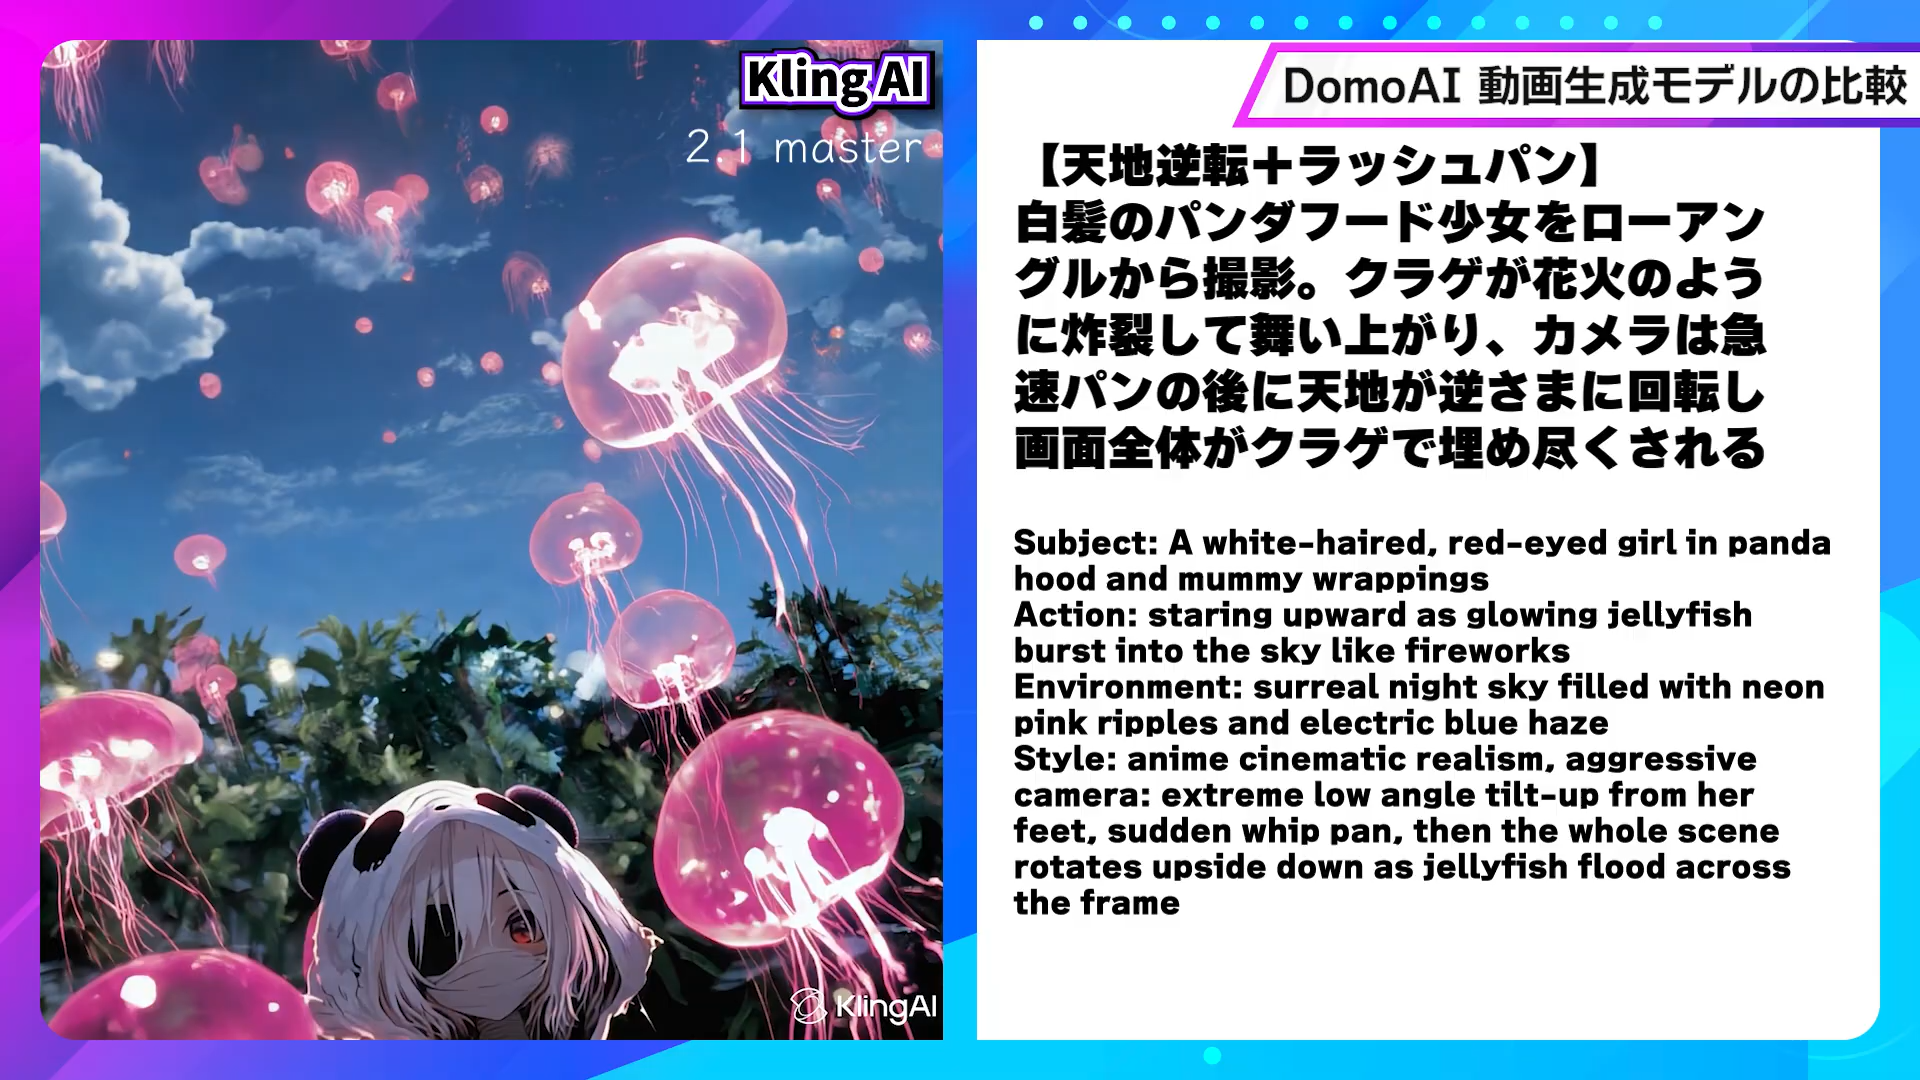 Kling AI
2.1 master
KlingAI
DomoAI 動画生成モデルの比較
【天地逆転＋ラッシュパン】
白髪のパンダフード少女をローアン
グルから撮影。クラゲが花火のよう
に炸裂して舞い上がり、カメラは急
速パンの後に天地が逆さまに回転し
画面全体がクラゲで埋め尽くされる
Subject: A white-haired, red-eyed girl in panda
hood and mummy wrappings
Action: staring upward as glowing jellyfish
burst into the sky like fireworks
Environment: surreal night sky filled with neon
pink ripples and electric blue haze
Style: anime cinematic realism, aggressive
camera: extreme low angle tilt-up from her
feet, sudden whip pan, then the whole scene
rotates upside down as jellyfish flood across
the frame